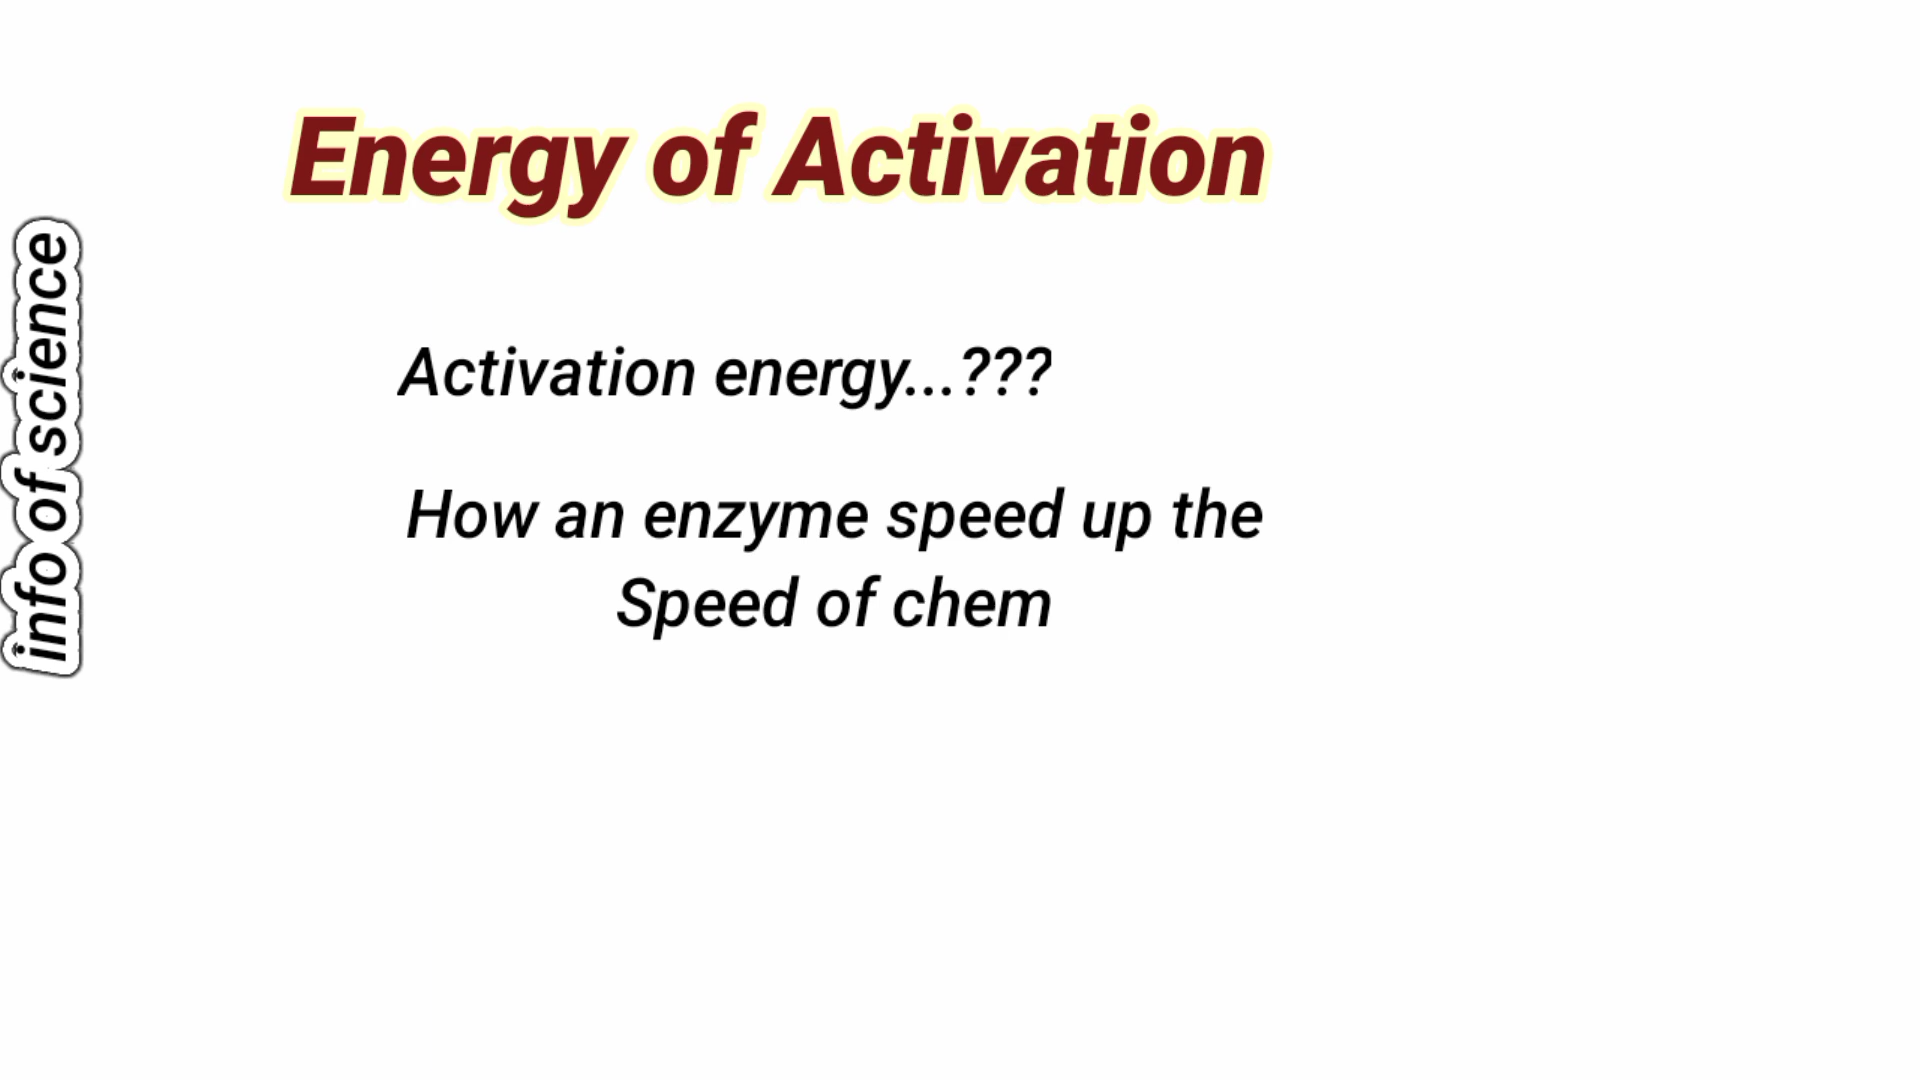 Energy of Activation
info of science
Activation energy...???
How an enzyme speed up the
Speed of chem